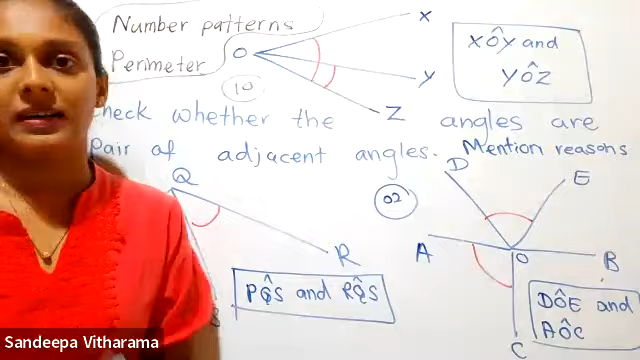 Number patterns
Perimeter
10
X
O
Y
Z
XÔY and
YÔZ
Check whether the angles are
Pair of adjacent angles. Mention reasons
Q
R
S
PQ̂S and RQ̂S
02
D
E
A
O
B
C
DÔE and
AÔC
Sandeepa Vitharama